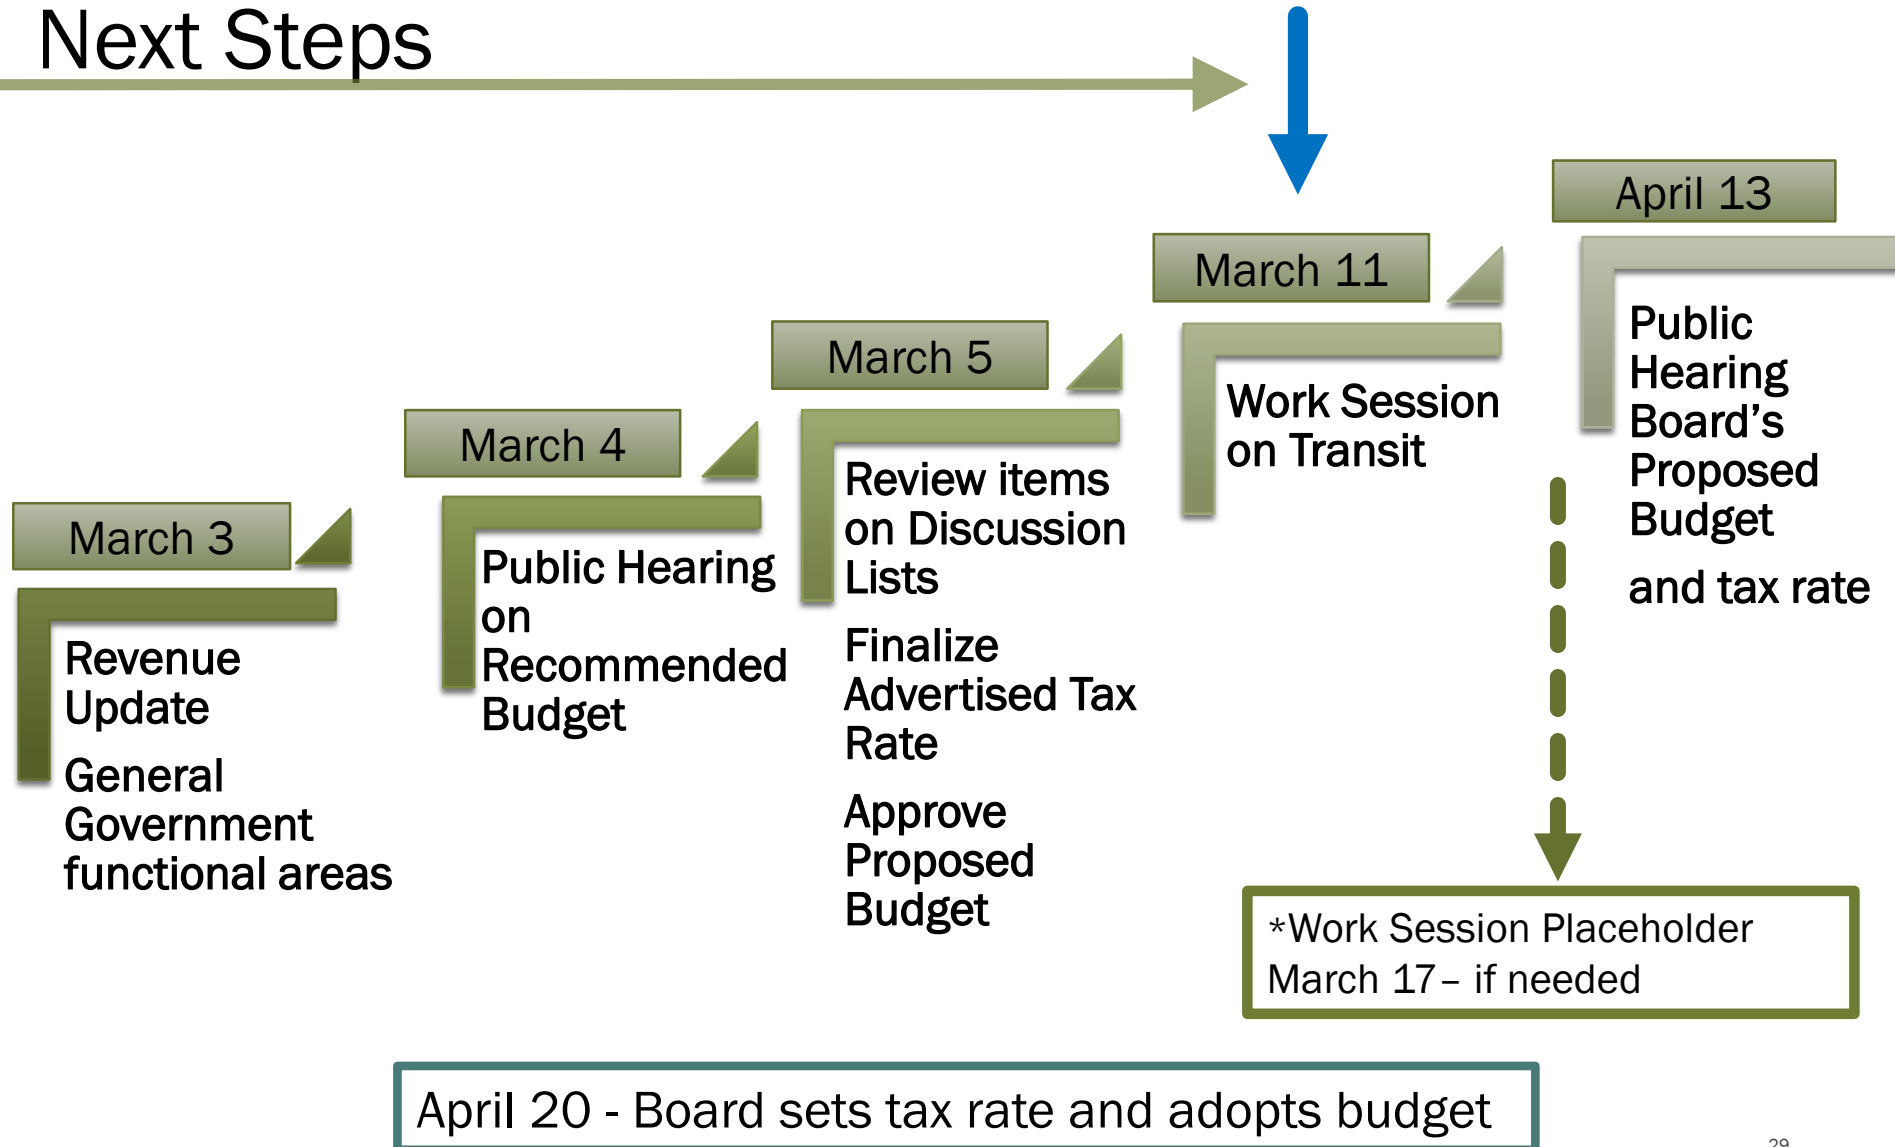 Next Steps
March 3
Revenue
Update
General
Government
functional areas
March 4
Public Hearing
on
Recommended
Budget
March 5
Review items
on Discussion
Lists
Finalize
Advertised Tax
Rate
Approve
Proposed
Budget
March 11
Work Session
on Transit
April 13
Public
Hearing
Board’s
Proposed
Budget
and tax rate
*Work Session Placeholder
March 17– if needed
April 20 - Board sets tax rate and adopts budget
29